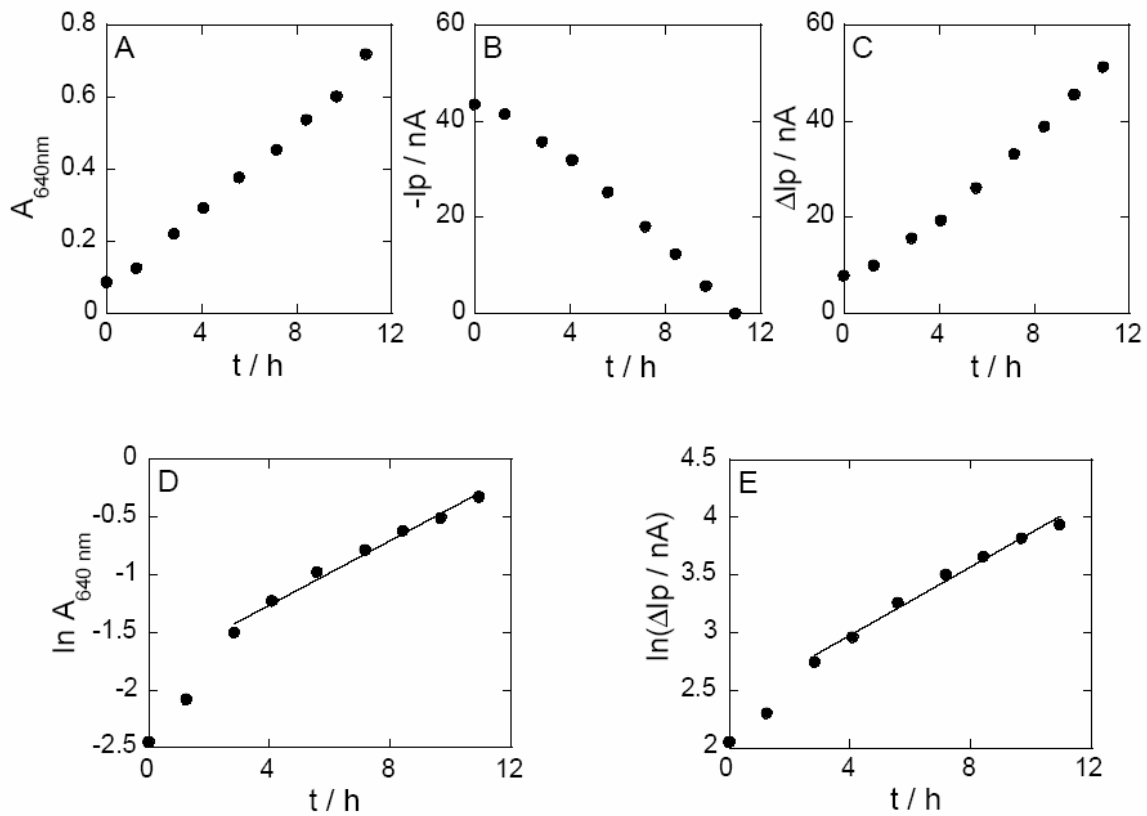 A
A640nm
0.8
0.6
0.4
0.2
0
0 4 8 12
t / h
B
-Ip / nA
60
40
20
0
0 4 8 12
t / h
C
ΔIp / nA
60
40
20
0
0 4 8 12
t / h
D
ln A640 nm
0
-0.5
-1
-1.5
-2
-2.5
0 4 8 12
t / h
E
ln(ΔIp / nA)
4.5
4
3.5
3
2.5
2
0 4 8 12
t / h